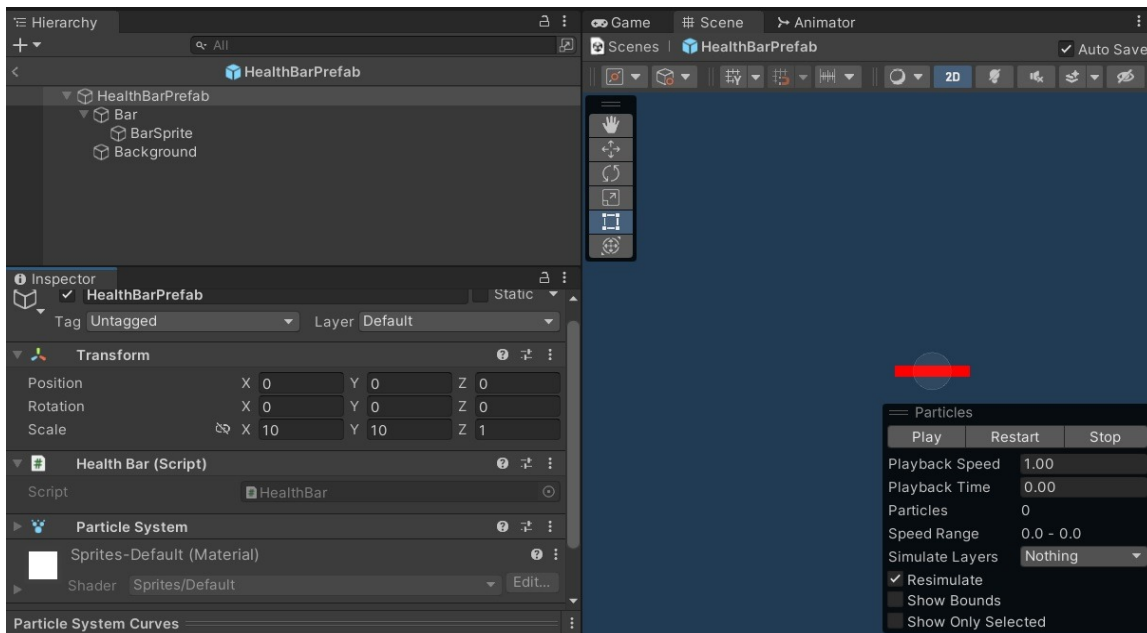 Hierarchy
All
HealthBarPrefab
HealthBarPrefab
Bar
BarSprite
Background
Inspector
HealthBarPrefab
Static
Tag Untagged Layer Default
Transform
Position X 0 Y 0 Z 0
Rotation X 0 Y 0 Z 0
Scale X 10 Y 10 Z 1
Health Bar (Script)
Script HealthBar
Particle System
Sprites-Default (Material)
Shader Sprites/Default Edit...
Particle System Curves
Game Scene Animator
Scenes | HealthBarPrefab Auto Save
2D
Particles
Play Restart Stop
Playback Speed 1.00
Playback Time 0.00
Particles 0
Speed Range 0.0 - 0.0
Simulate Layers Nothing
Resimulate
Show Bounds
Show Only Selected